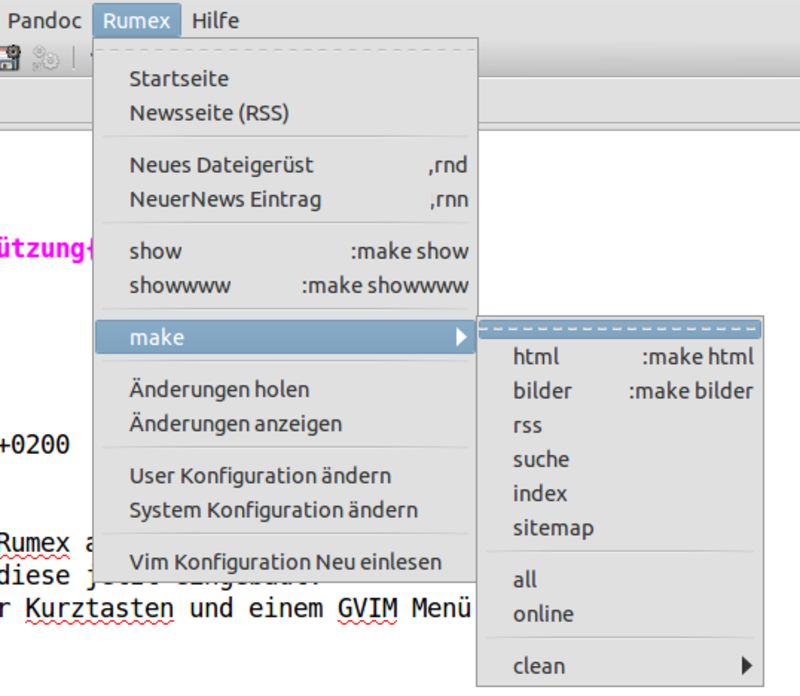 Pandoc Rumex Hilfe
Startseite
Newsseite (RSS)
Neues Dateigerüst ,rnd
NeuerNews Eintrag ,rnn
ützung
show :make show
showwww :make showwww
make
html :make html
Änderungen holen
bilder :make bilder
Änderungen anzeigen
rss
+0200
suche
User Konfiguration ändern
index
System Konfiguration ändern
sitemap
Rumex
Vim Konfiguration Neu einlesen
diese
all
r Kurztasten und einem GVIM Menü
online
clean